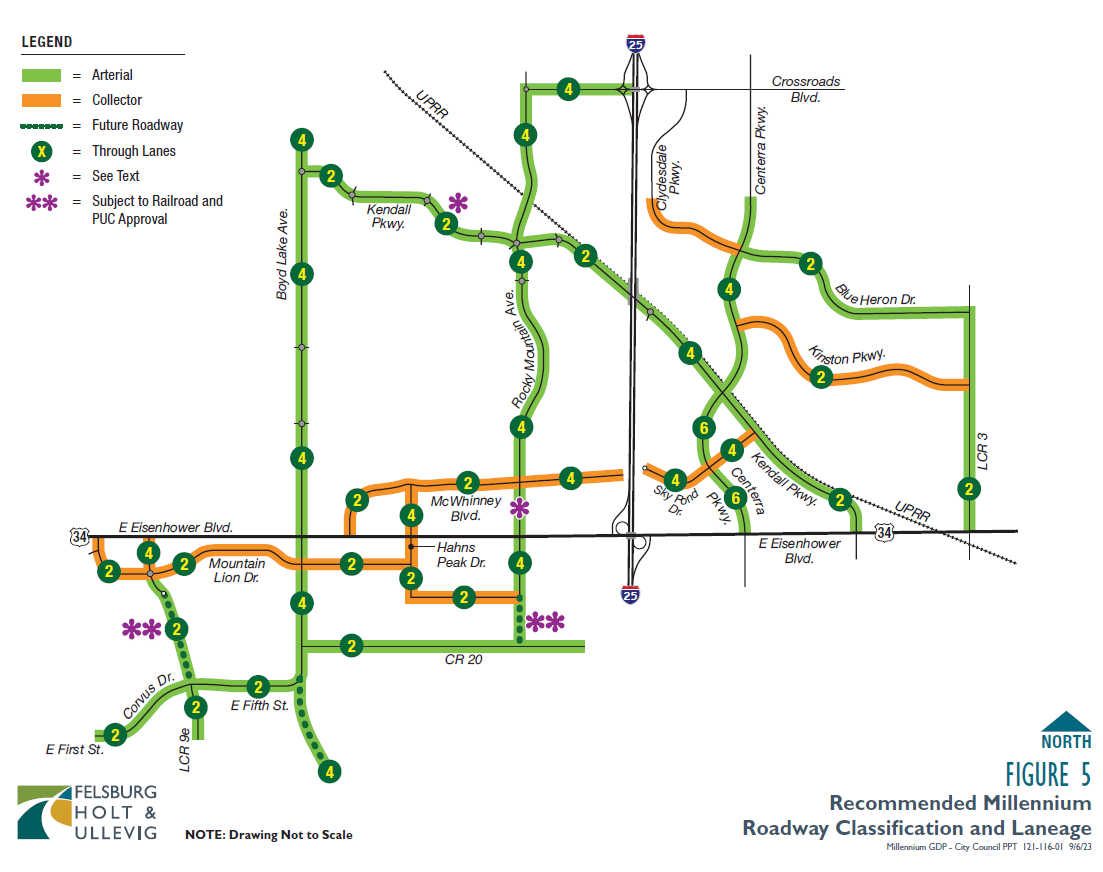 LEGEND
= Arterial
= Collector
= Future Roadway
X = Through Lanes
= See Text
= Subject to Railroad and
PUC Approval
25
Crossroads
Blvd.
4
UPRR
4
4
Clydesdale
Pkwy.
Centerra Pkwy.
2
Kendall
Pkwy.
2
Boyd Lake Ave.
4
4
2
2
4
Blue Heron Dr.
Rocky Mountain Ave.
4
Kinston Pkwy.
2
4
6
4
4
LCR 3
2
McWhinney
Blvd.
4
4
Sky Pond
Dr.
Centerra
Pkwy.
6
Kendall Pkwy.
2
2
UPRR
2
4
34
E Eisenhower Blvd.
34
E Eisenhower
Blvd.
4
2
2
Mountain
Lion Dr.
2
Hahns
Peak Dr.
2
4
2
25
4
2
2
CR 20
Corvus Dr.
2
E Fifth St.
2
LCR 9e
2
E First St.
4
NORTH
FIGURE 5
Recommended Millennium
Roadway Classification and Laneage
Millennium GDP - City Council PPT 121-116-01 9/6/23
FELSBURG
HOLT &
ULLEVIG
NOTE: Drawing Not to Scale